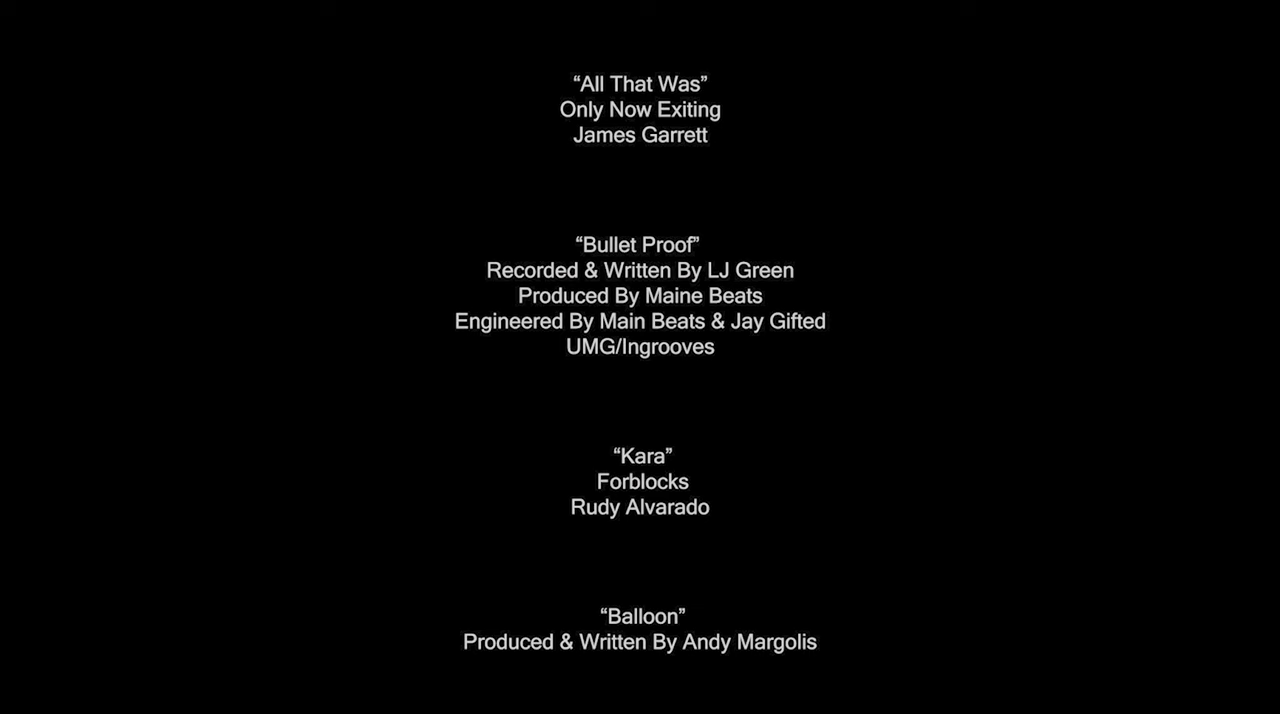 “All That Was”
Only Now Exiting
James Garrett
“Bullet Proof”
Recorded & Written By LJ Green
Produced By Maine Beats
Engineered By Main Beats & Jay Gifted
UMG/Ingrooves
“Kara”
Forblocks
Rudy Alvarado
“Balloon”
Produced & Written By Andy Margolis